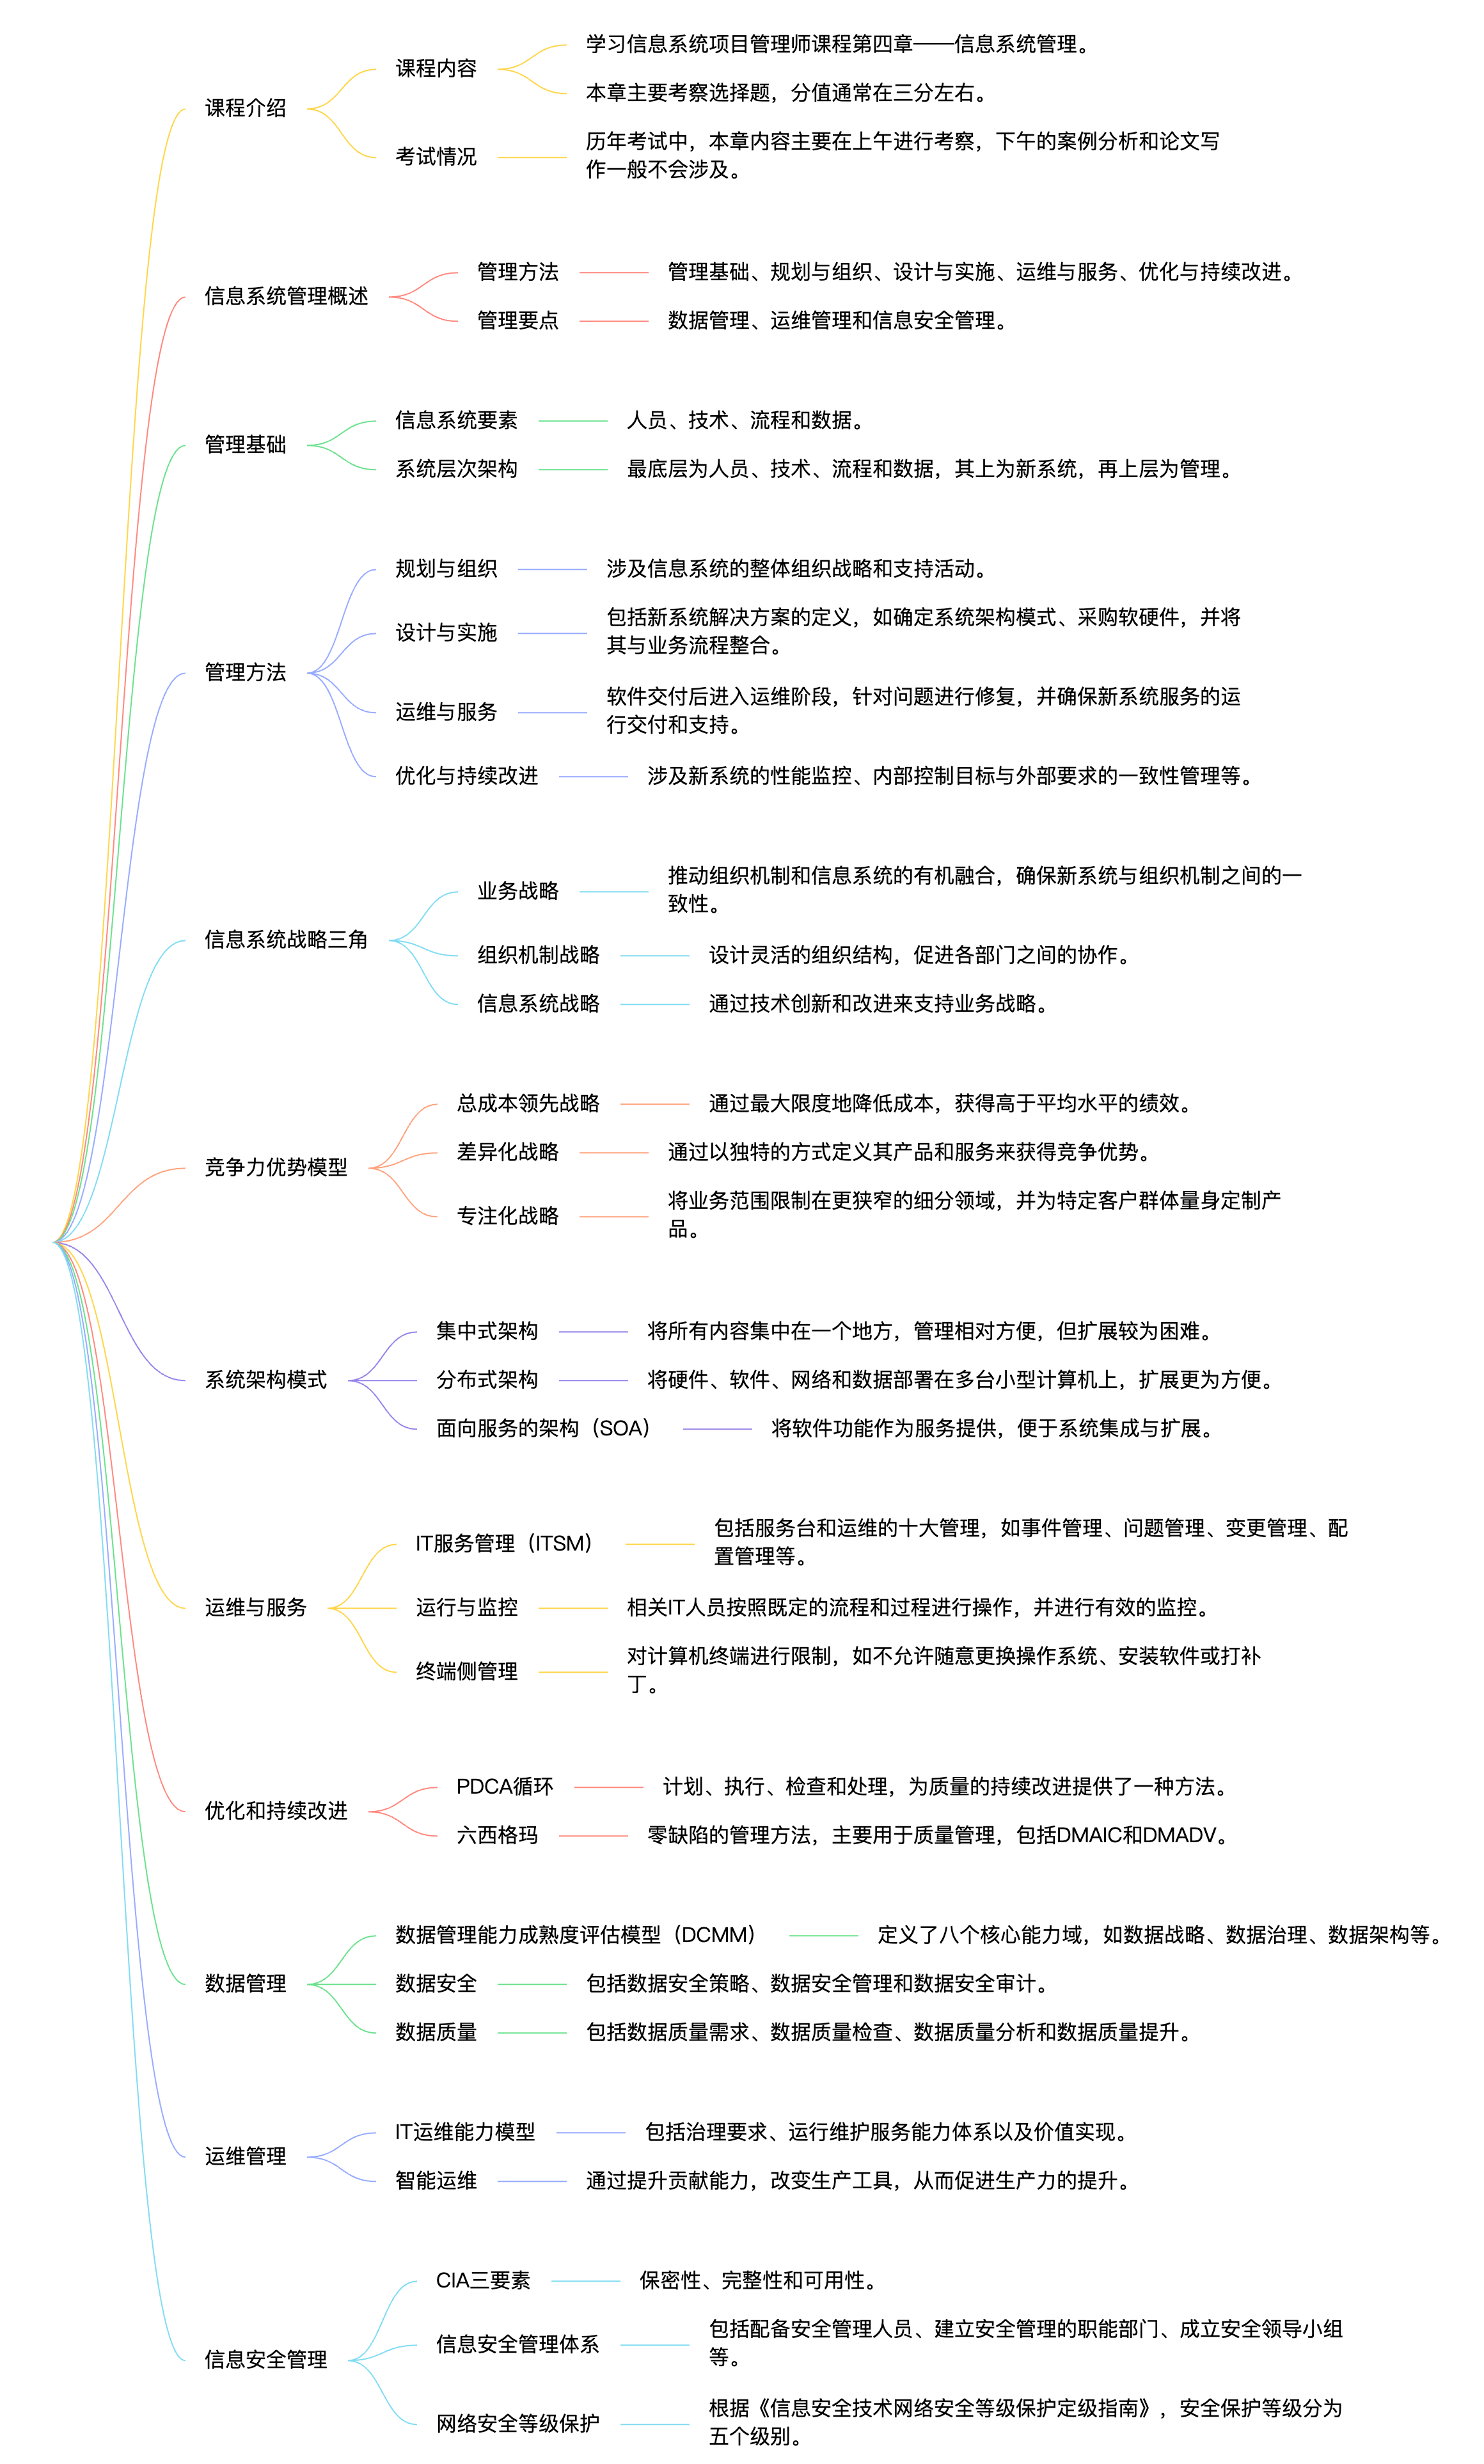 课程介绍
课程内容
学习信息系统项目管理师课程第四章——信息系统管理。
本章主要考察选择题，分值通常在三分左右。
考试情况
历年考试中，本章内容主要在上午进行考察，下午的案例分析和论文写
作一般不会涉及。
信息系统管理概述
管理方法
管理基础、规划与组织、设计与实施、运维与服务、优化与持续改进。
管理要点
数据管理、运维管理和信息安全管理。
管理基础
信息系统要素
人员、技术、流程和数据。
系统层次架构
最底层为人员、技术、流程和数据，其上为新系统，再上层为管理。
管理方法
规划与组织
涉及信息系统的整体组织战略和支持活动。
设计与实施
包括新系统解决方案的定义，如确定系统架构模式、采购软硬件，并将
其与业务流程整合。
运维与服务
软件交付后进入运维阶段，针对问题进行修复，并确保新系统服务的运
行交付和支持。
优化与持续改进
涉及新系统的性能监控、内部控制目标与外部要求的一致性管理等。
信息系统战略三角
业务战略
推动组织机制和信息系统的有机融合，确保新系统与组织机制之间的一
致性。
组织机制战略
设计灵活的组织结构，促进各部门之间的协作。
信息系统战略
通过技术创新和改进来支持业务战略。
竞争力优势模型
总成本领先战略
通过最大限度地降低成本，获得高于平均水平的绩效。
差异化战略
通过以独特的方式定义其产品和服务来获得竞争优势。
专注化战略
将业务范围限制在更狭窄的细分领域，并为特定客户群体量身定制产
品。
系统架构模式
集中式架构
将所有内容集中在一个地方，管理相对方便，但扩展较为困难。
分布式架构
将硬件、软件、网络和数据部署在多台小型计算机上，扩展更为方便。
面向服务的架构（SOA）
将软件功能作为服务提供，便于系统集成与扩展。
运维与服务
IT服务管理（ITSM）
包括服务台和运维的十大管理，如事件管理、问题管理、变更管理、配
置管理等。
运行与监控
相关IT人员按照既定的流程和过程进行操作，并进行有效的监控。
终端侧管理
对计算机终端进行限制，如不允许随意更换操作系统、安装软件或打补
丁。
优化和持续改进
PDCA循环
计划、执行、检查和处理，为质量的持续改进提供了一种方法。
六西格玛
零缺陷的管理方法，主要用于质量管理，包括DMAIC和DMADV。
数据管理
数据管理能力成熟度评估模型（DCMM）
定义了八个核心能力域，如数据战略、数据治理、数据架构等。
数据安全
包括数据安全策略、数据安全管理和数据安全审计。
数据质量
包括数据质量需求、数据质量检查、数据质量分析和数据质量提升。
运维管理
IT运维能力模型
包括治理要求、运行维护服务能力体系以及价值实现。
智能运维
通过提升贡献能力，改变生产工具，从而促进生产力的提升。
信息安全管理
CIA三要素
保密性、完整性和可用性。
信息安全管理体系
包括配备安全管理人员、建立安全管理的职能部门、成立安全领导小组
等。
网络安全等级保护
根据《信息安全技术网络安全等级保护定级指南》，安全保护等级分为
五个级别。